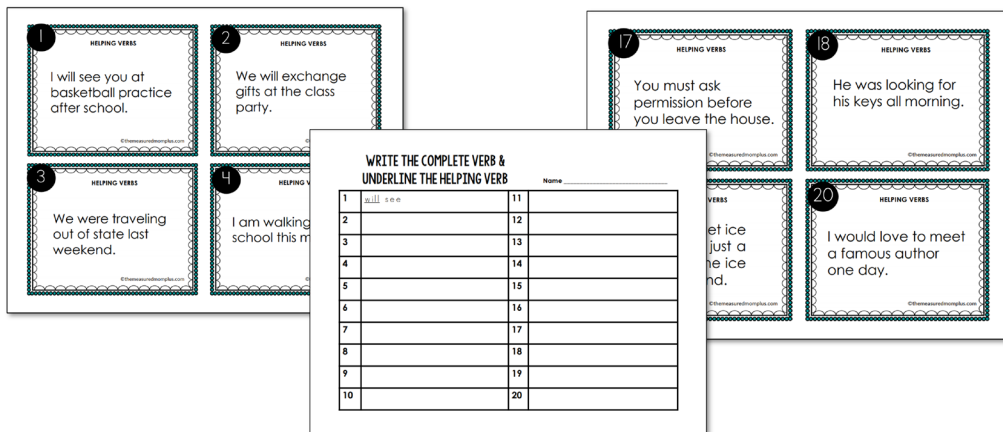 1
HELPING VERBS
I will see you at
basketball practice
after school.
2
HELPING VERBS
We will exchange
gifts at the class
party.
3
HELPING VERBS
We were traveling
out of state last
weekend.
©themeasuredmomplus.com
4
HELPING V
I am walking
school this m
WRITE THE COMPLETE VERB &
UNDERLINE THE HELPING VERB
Name
1 will see 11
2 12
3 13
4 14
5 15
6 16
7 17
8 18
9 19
10 20
17
HELPING VERBS
You must ask
permission before
you leave the house.
©themeasuredmomplus.com
18
HELPING VERBS
He was looking for
his keys all morning.
©themeasuredmomplus.com
VERBS
et ice
just a
ne ice
nd.
©themeasuredmomplus.com
20
HELPING VERBS
I would love to meet
a famous author
one day.
©themeasuredmomplus.com